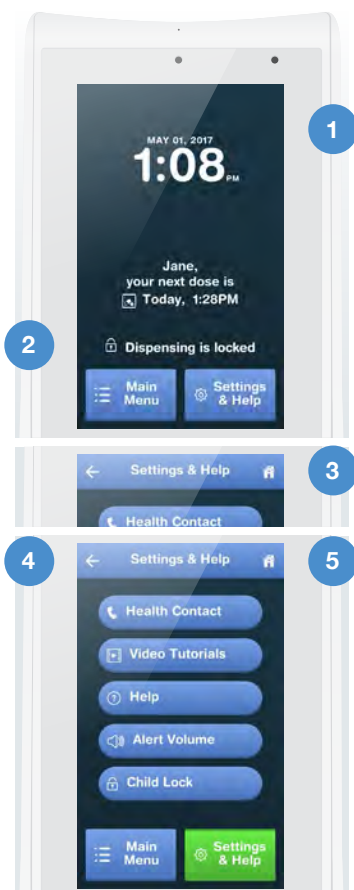 1
MAY 01, 2017
1:08 PM
Jane,
your next dose is
Today, 1:28PM
2
Dispensing is locked
Main
Menu
Settings
& Help
3
Settings & Help
Health Contact
4
5
Settings & Help
Health Contact
Video Tutorials
Help
Alert Volume
Child Lock
Main
Menu
Settings
& Help